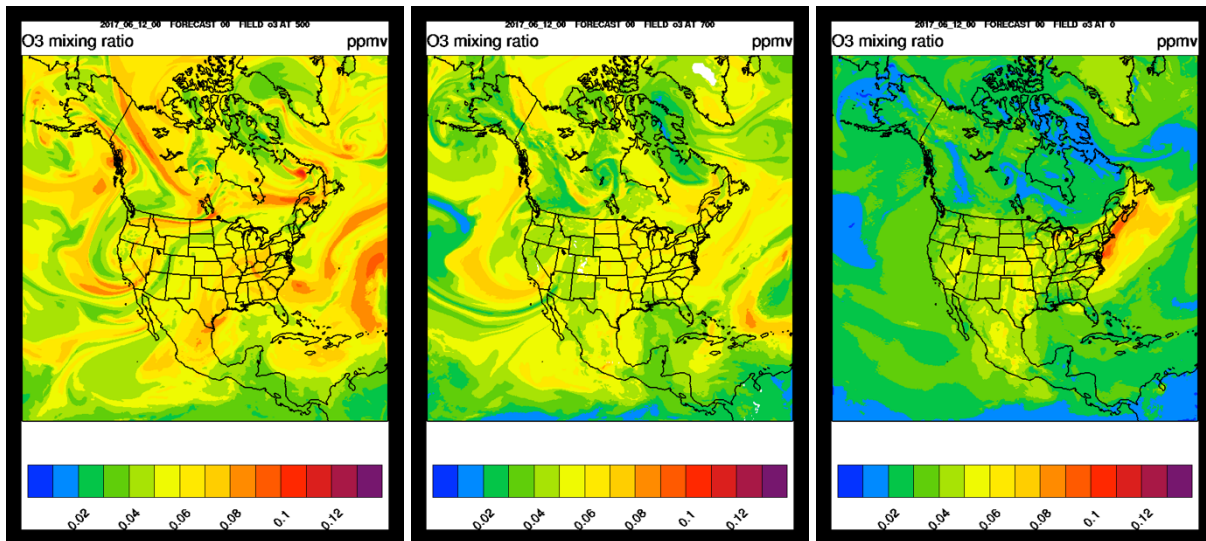 2017_06_12_00 FORECAST 00 FIELD o3 AT 500
O3 mixing ratio ppmv
0.02 0.04 0.06 0.08 0.1 0.12
2017_06_12_00 FORECAST 00 FIELD o3 AT 700
O3 mixing ratio ppmv
0.02 0.04 0.06 0.08 0.1 0.12
2017_06_12_00 FORECAST 00 FIELD o3 AT 0
O3 mixing ratio ppmv
0.02 0.04 0.06 0.08 0.1 0.12